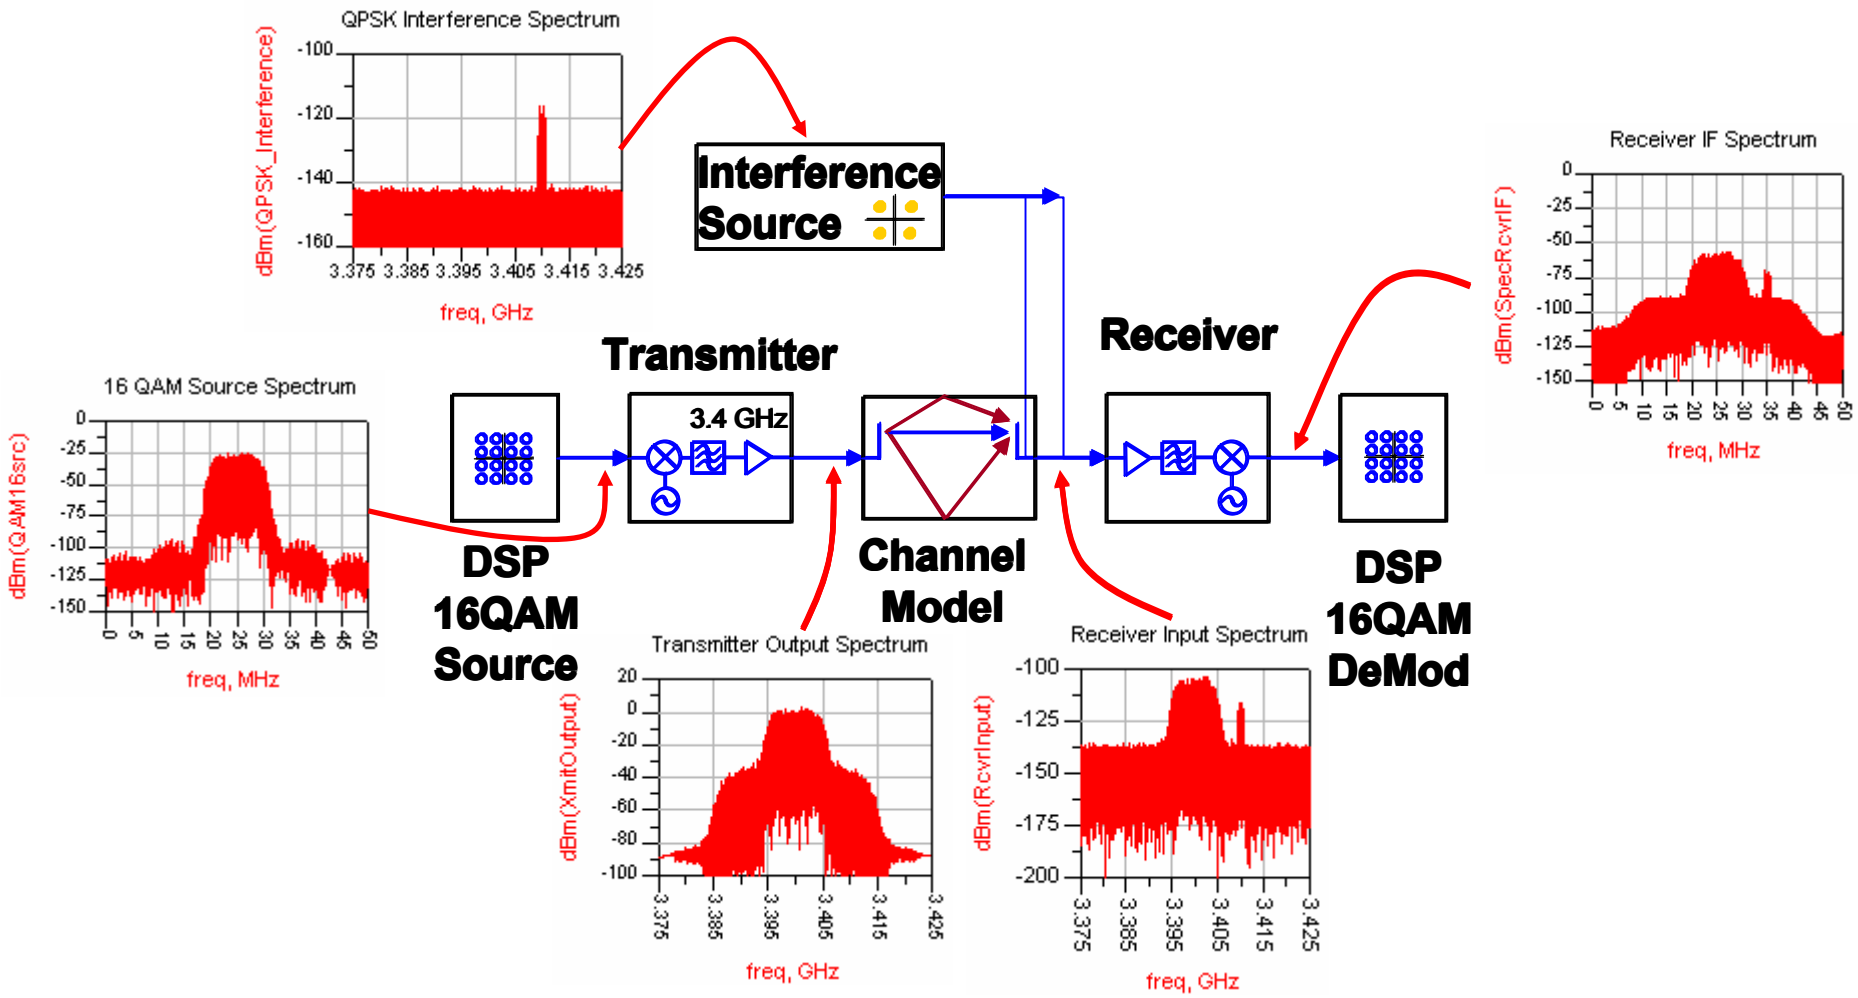 QPSK Interference Spectrum
dBm(QPSK_Interference)
-100
-120
-140
-160
3.375 3.385 3.395 3.405 3.415 3.425
freq, GHz
Interference
Source
Receiver IF Spectrum
dBm(SpecRcvrIF)
0
-25
-50
-75
-100
-125
-150
0 5 10 15 20 25 30 35 40 45 50
freq, MHz
Transmitter
Receiver
3.4 GHz
16 QAM Source Spectrum
dBm(QAM16src)
0
-25
-50
-75
-100
-125
-150
0 5 10 15 20 25 30 35 40 45 50
freq, MHz
DSP
16QAM
Source
Channel
Model
DSP
16QAM
DeMod
Transmitter Output Spectrum
dBm(XmitOutput)
20
0
-20
-40
-60
-80
-100
3.375 3.385 3.395 3.405 3.415 3.425
freq, GHz
Receiver Input Spectrum
dBm(RcvrInput)
-100
-125
-150
-175
-200
3.375 3.385 3.395 3.405 3.415 3.425
freq, GHz